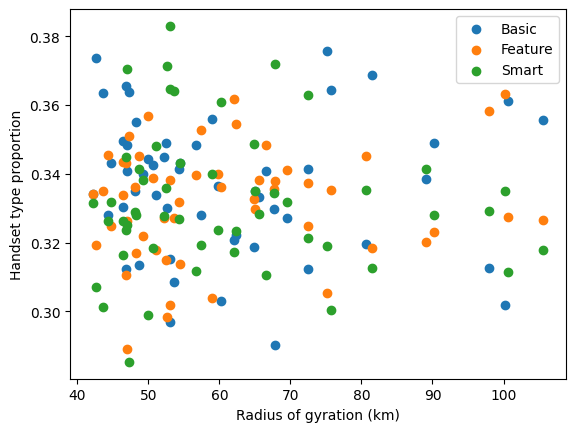 Basic
Feature
Smart
Handset type proportion
0.38
0.36
0.34
0.32
0.30
40 50 60 70 80 90 100
Radius of gyration (km)